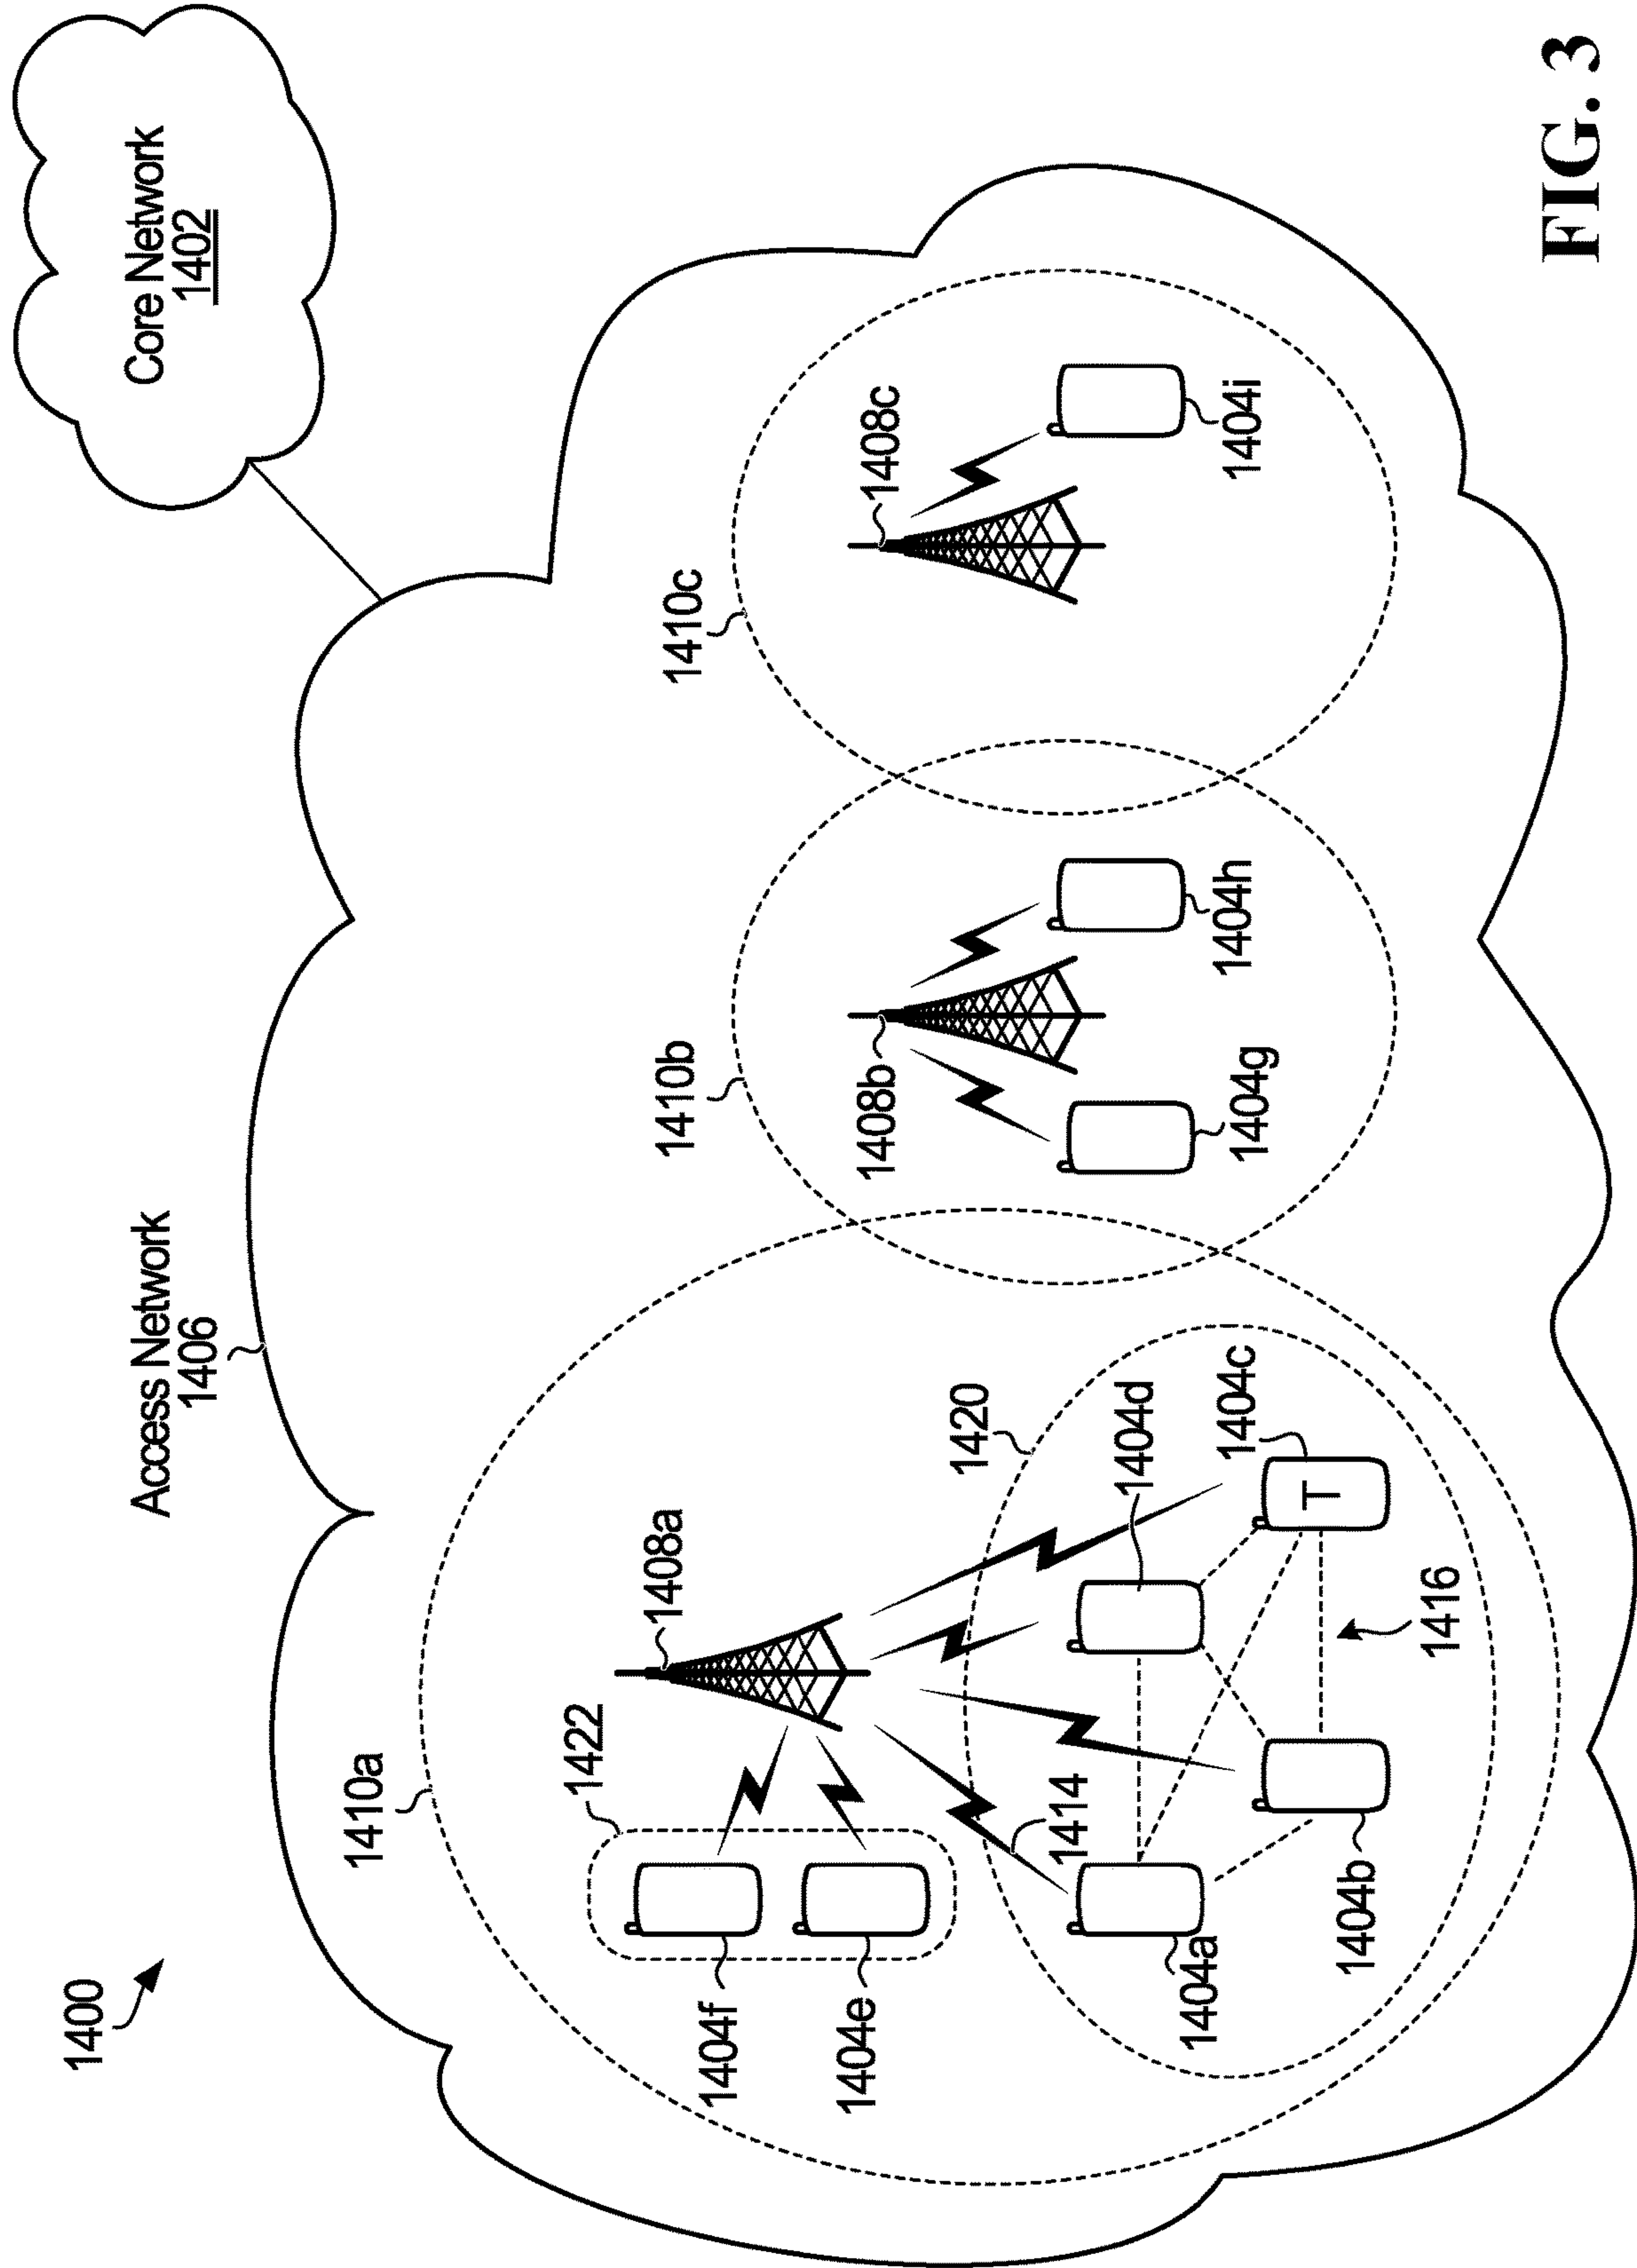 1400
Access Network
1406
Core Network
1402
1410a
1408a
1422
1404f
1404e
1414
1420
1404d
1404c
1404a
1404b
1416
1410b
1408b
1404g
1404h
1410c
1408c
1404i
T
FIG. 3